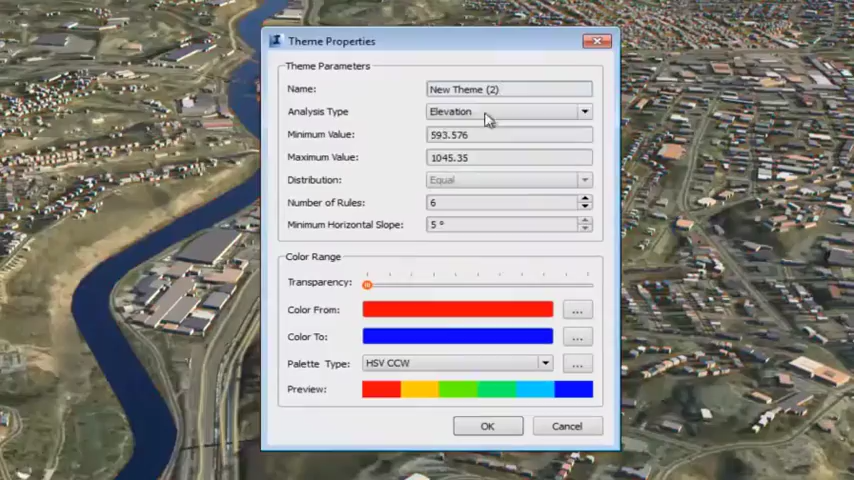 Theme Properties
Theme Parameters
Name: New Theme (2)
Analysis Type Elevation
Minimum Value: 593.576
Maximum Value: 1045.35
Distribution: Equal
Number of Rules: 6
Minimum Horizontal Slope: 5 °
Color Range
Transparency:
Color From: ...
Color To: ...
Palette Type: HSV CCW ...
Preview:
OK Cancel